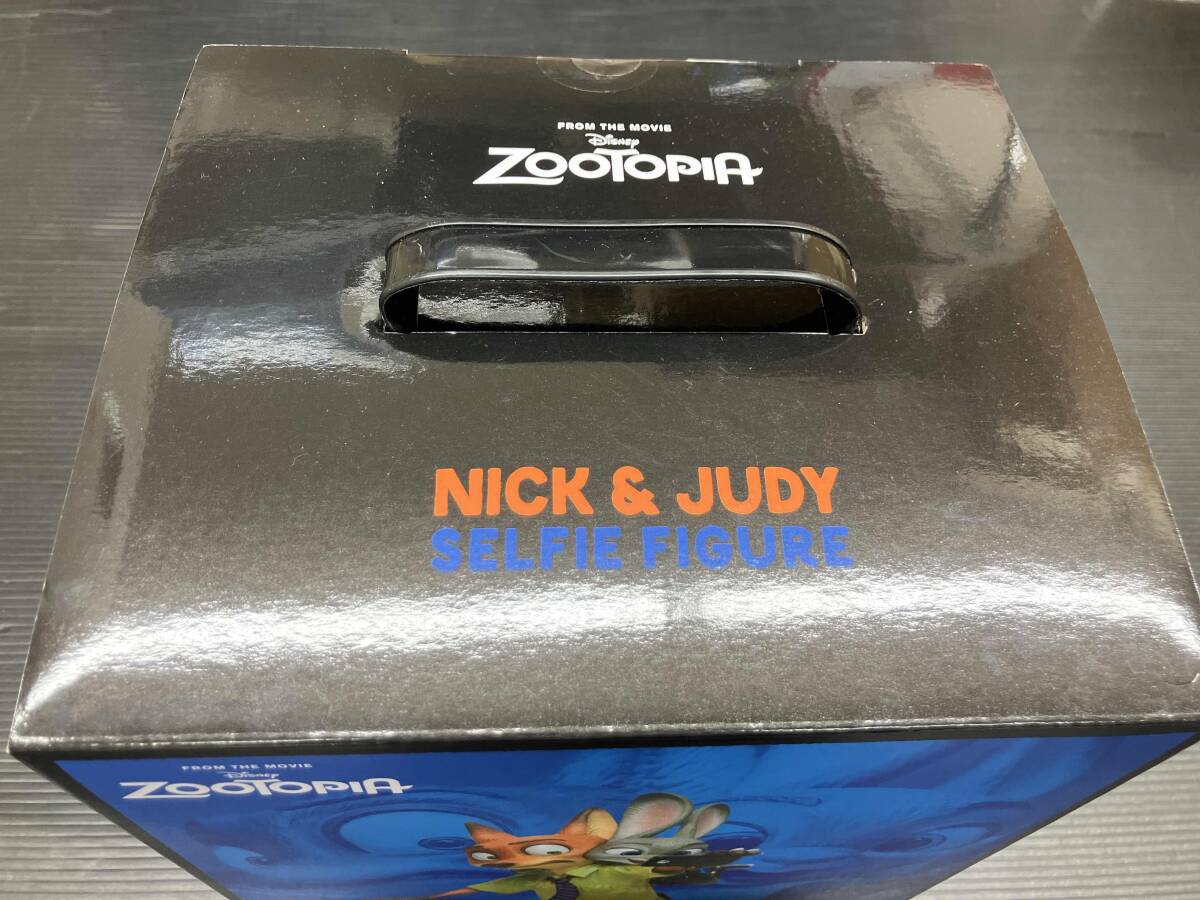 FROM THE MOVIE
Disney
ZOOTOPIA
NICK & JUDY
SELFIE FIGURE
FROM THE MOVIE
Disney
ZOOTOPIA